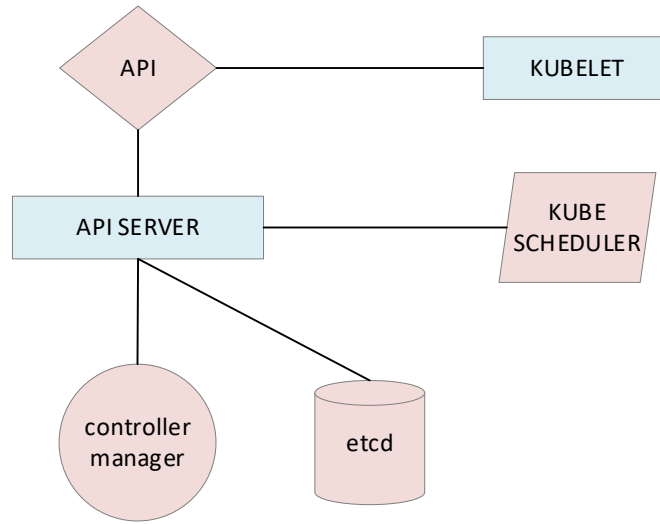 API
KUBELET
API SERVER
KUBE
SCHEDULER
controller
manager
etcd